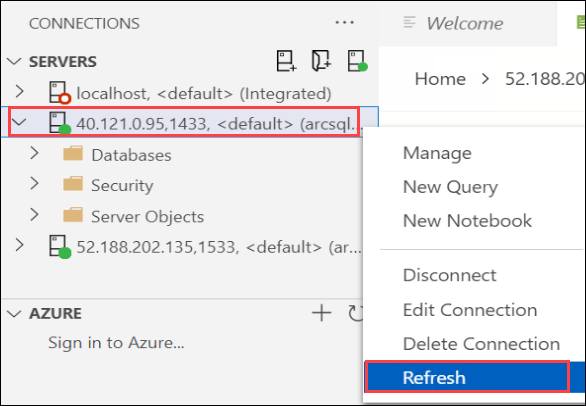 CONNECTIONS ...
Welcome
SERVERS
Home > 52.188.20
localhost, <default> (Integrated)
40.121.0.95,1433, <default> (arcsql...
Databases
Security
Server Objects
52.188.202.135,1533, <default> (ar...
AZURE
Sign in to Azure...
Manage
New Query
New Notebook
Disconnect
Edit Connection
Delete Connection
Refresh